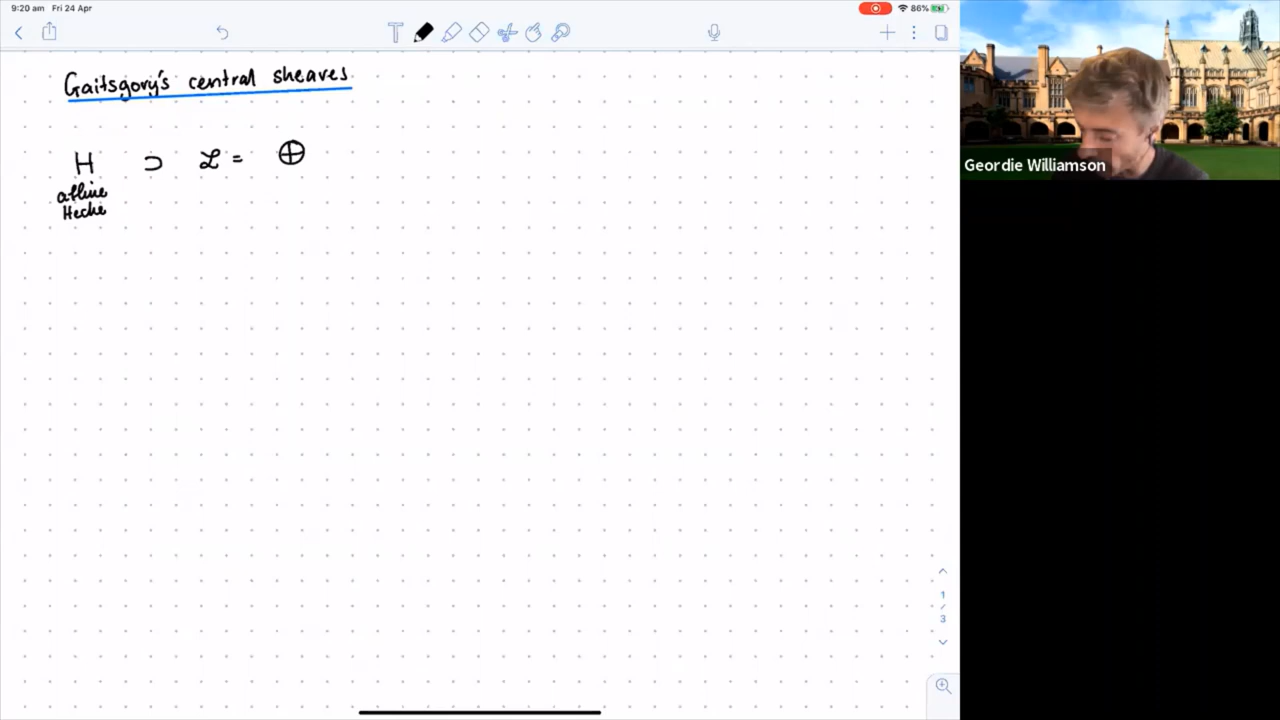 9:20 am Fri 24 Apr
86%
Gaitsgory's central sheaves
H ⊃ 𝓛 = ⊕
affine
Hecke
Geordie Williamson
T
1
/
3